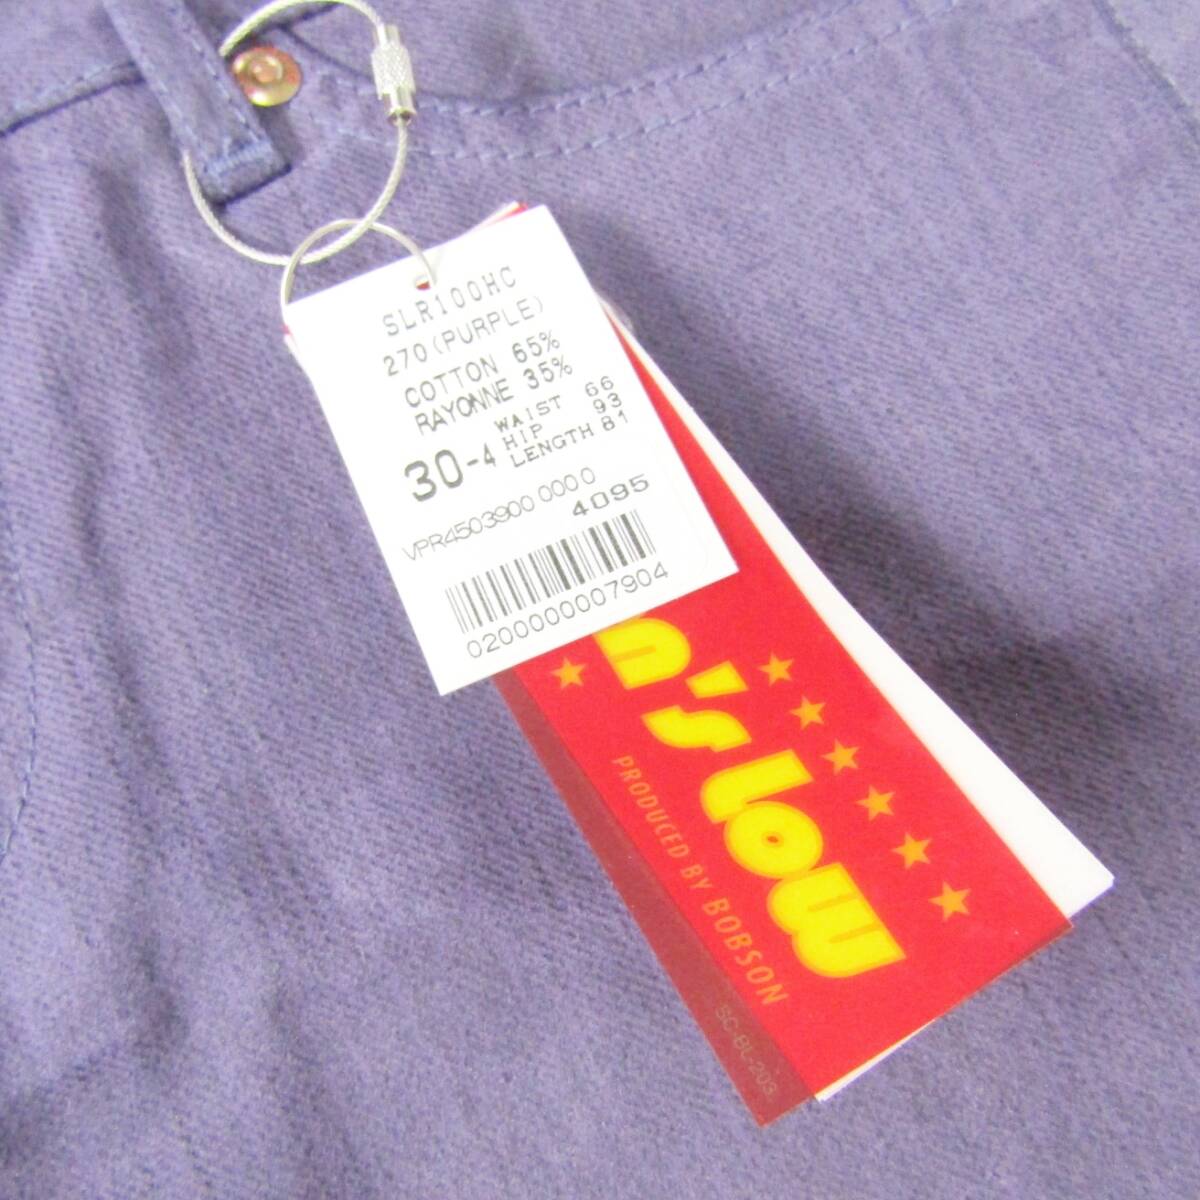 SLR100HC
270(PURPLE)
COTTON 65%
RAYONNE 35%
30-4
WAIST 66
HIP 93
LENGTH 81
VPR4503900 0000
4095
0200000007904
n's low
PRODUCED BY BOBSON
SC-BL-203